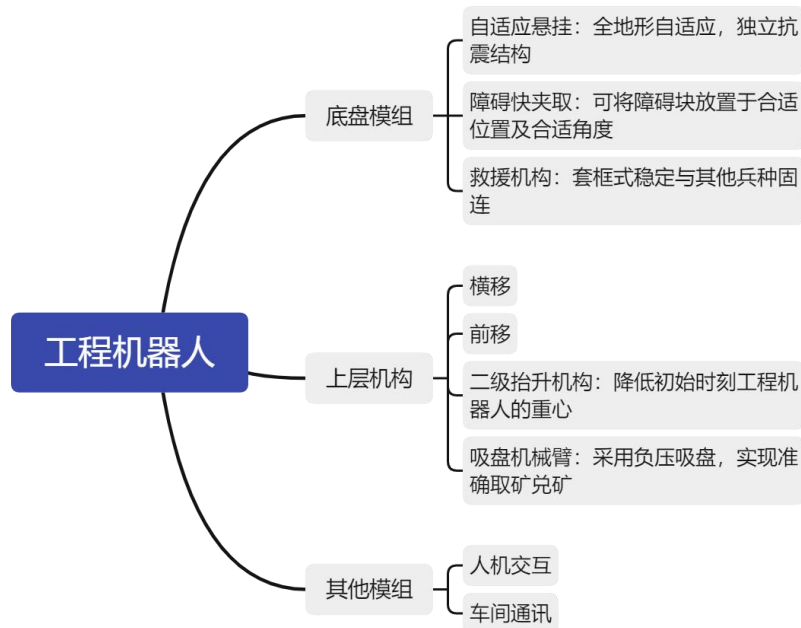 工程机器人
底盘模组
自适应悬挂：全地形自适应，独立抗
震结构
障碍快夹取：可将障碍块放置于合适
位置及合适角度
救援机构：套框式稳定与其他兵种固
连
上层机构
横移
前移
二级抬升机构：降低初始时刻工程机
器人的重心
吸盘机械臂：采用负压吸盘，实现准
确取矿兑矿
其他模组
人机交互
车间通讯